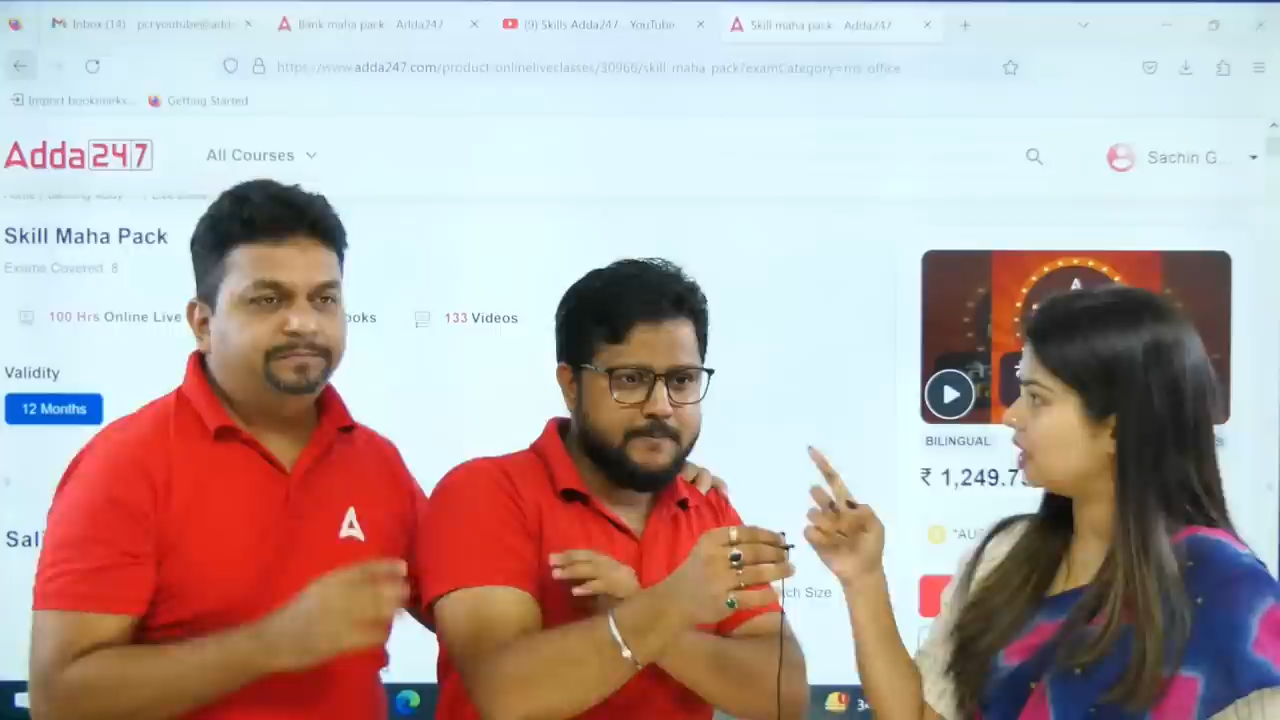 Inbox (14)
Bank maha pack - Adda247
(9) Skills Adda247 - YouTube
Skill maha pack - Adda247
https://www.adda247.com/product-onlineliveclasses/30966/skill-maha-pack?examCategory=ms-office
Import bookmarks...
Getting Started
Adda247
All Courses
Sachin G...
Skill Maha Pack
Exams Covered 8
100 Hrs Online Live
ooks
133 Videos
Validity
12 Months
BILINGUAL
₹ 1,249.75
Sal
"AU
ch Size